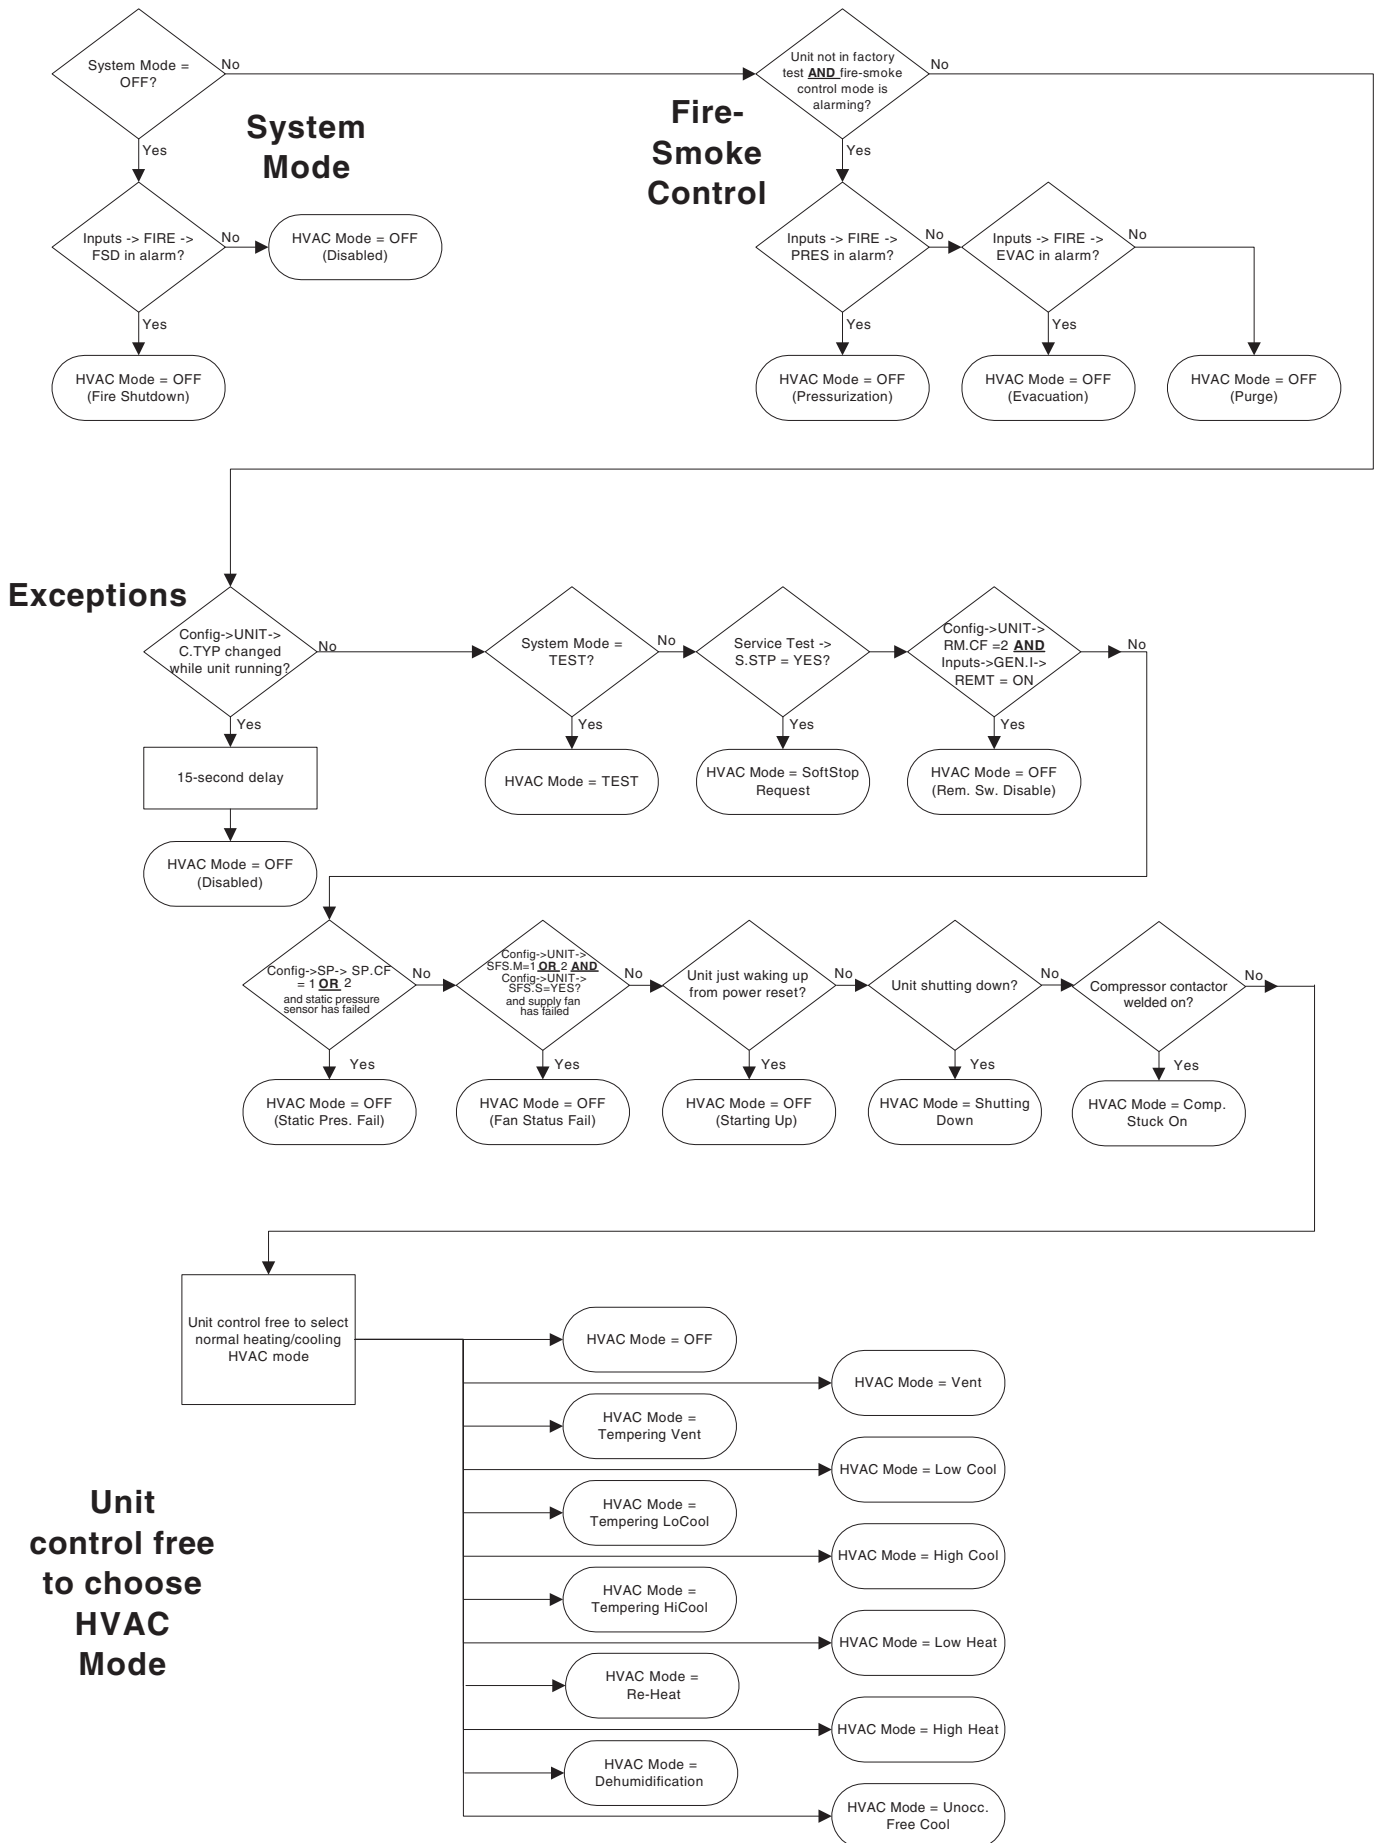 System Mode =
OFF?
No
Yes
System
Mode
Unit not in factory
test AND fire-smoke
control mode is
alarming?
No
Yes
Fire-
Smoke
Control
Inputs -> FIRE ->
FSD in alarm?
No
Yes
HVAC Mode = OFF
(Disabled)
HVAC Mode = OFF
(Fire Shutdown)
Inputs -> FIRE ->
PRES in alarm?
No
Yes
Inputs -> FIRE ->
EVAC in alarm?
No
Yes
HVAC Mode = OFF
(Pressurization)
HVAC Mode = OFF
(Evacuation)
HVAC Mode = OFF
(Purge)
Exceptions
Config->UNIT->
C.TYP changed
while unit running?
No
Yes
15-second delay
HVAC Mode = OFF
(Disabled)
System Mode =
TEST?
No
Yes
HVAC Mode = TEST
Service Test ->
S.STP = YES?
Yes
HVAC Mode = SoftStop
Request
Config->UNIT->
RM.CF =2 AND
Inputs->GEN.I->
REMT = ON
No
Yes
HVAC Mode = OFF
(Rem. Sw. Disable)
Config->SP-> SP.CF
= 1 OR 2
and static pressure
sensor has failed
No
Yes
HVAC Mode = OFF
(Static Pres. Fail)
Config->UNIT->
SFS.M=1 OR 2 AND
Config->UNIT->
SFS.S=YES?
and supply fan
has failed
No
Yes
HVAC Mode = OFF
(Fan Status Fail)
Unit just waking up
from power reset?
No
Yes
HVAC Mode = OFF
(Starting Up)
Unit shutting down?
No
Yes
HVAC Mode = Shutting
Down
Compressor contactor
welded on?
No
Yes
HVAC Mode = Comp.
Stuck On
Unit control free to select
normal heating/cooling
HVAC mode
Unit
control free
to choose
HVAC
Mode
HVAC Mode = OFF
HVAC Mode = Vent
HVAC Mode =
Tempering Vent
HVAC Mode = Low Cool
HVAC Mode =
Tempering LoCool
HVAC Mode = High Cool
HVAC Mode =
Tempering HiCool
HVAC Mode = Low Heat
HVAC Mode =
Re-Heat
HVAC Mode = High Heat
HVAC Mode =
Dehumidification
HVAC Mode = Unocc.
Free Cool